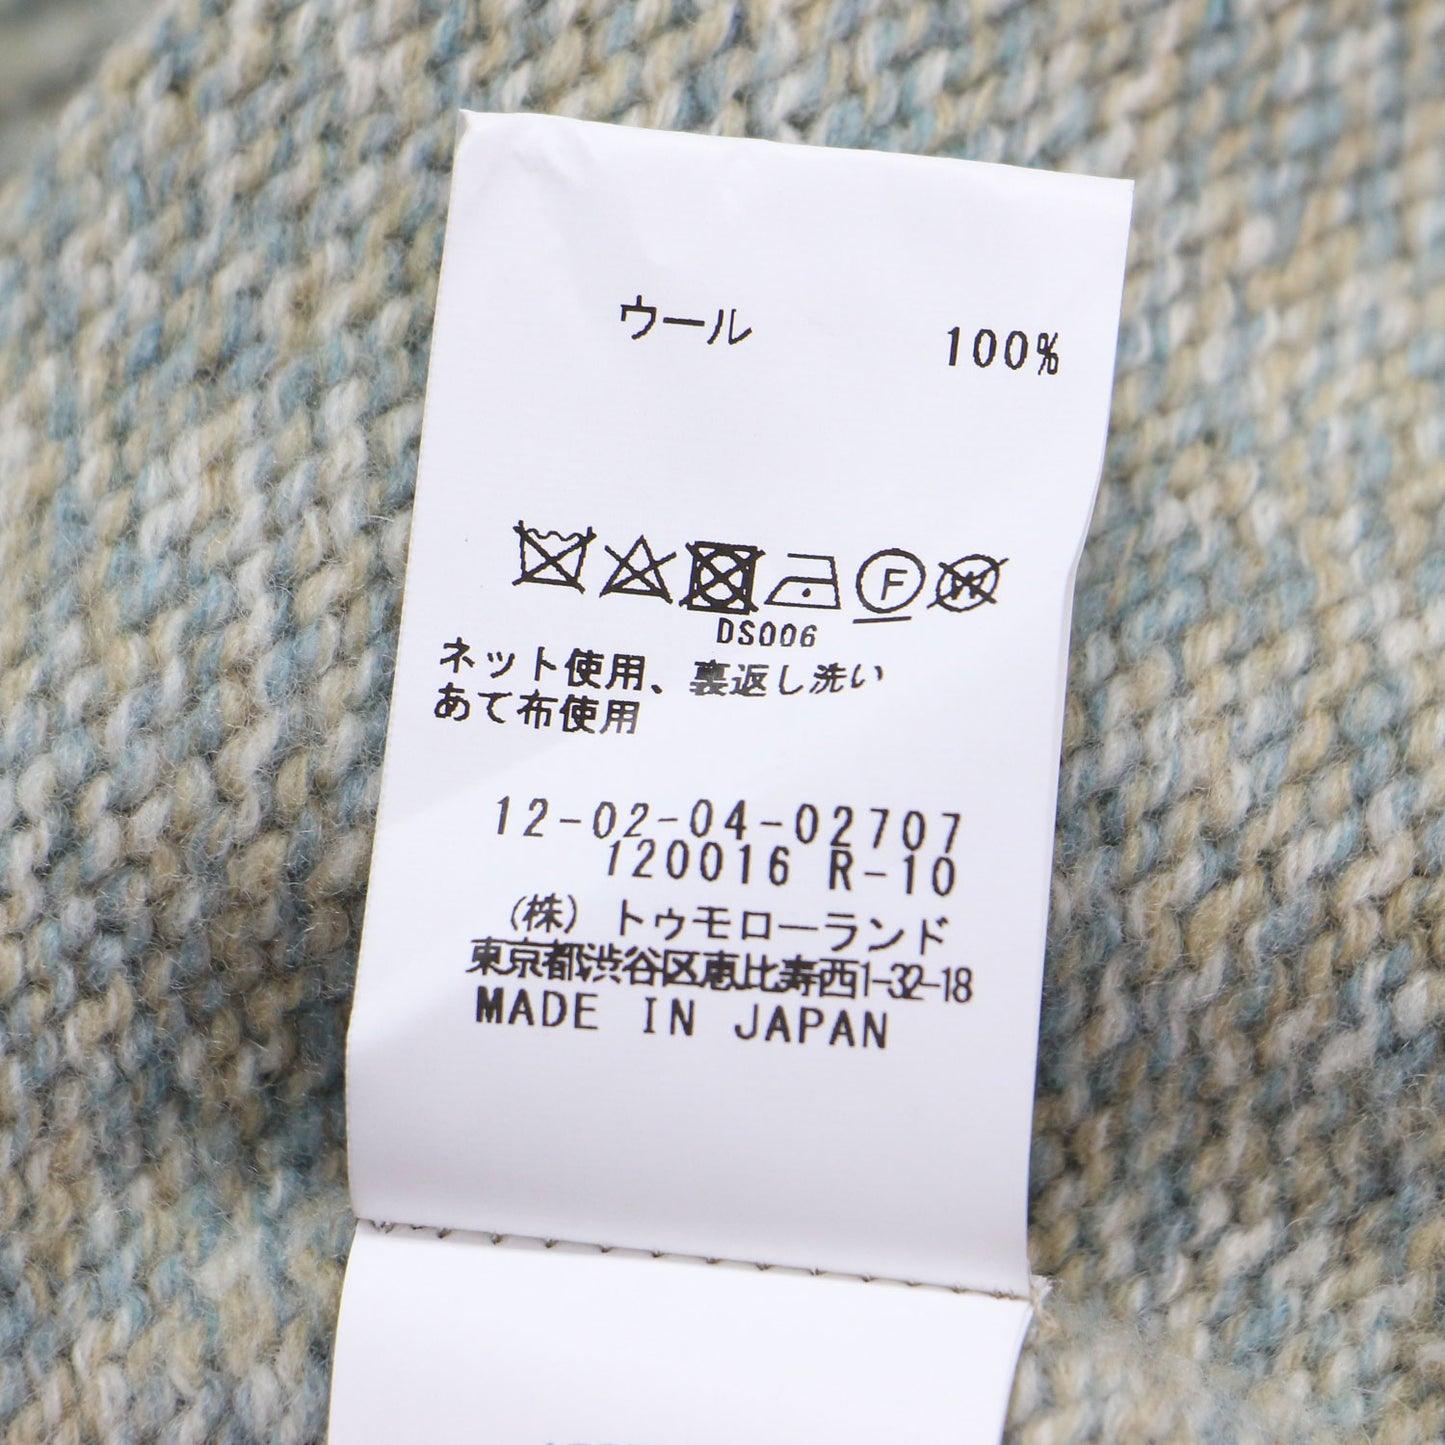 ウール 100%
F W
DS006
ネット使用、裏返し洗い
あて布使用
12-02-04-02707
120016 R-10
(株) トゥモローランド
東京都渋谷区恵比寿西1-32-18
MADE IN JAPAN